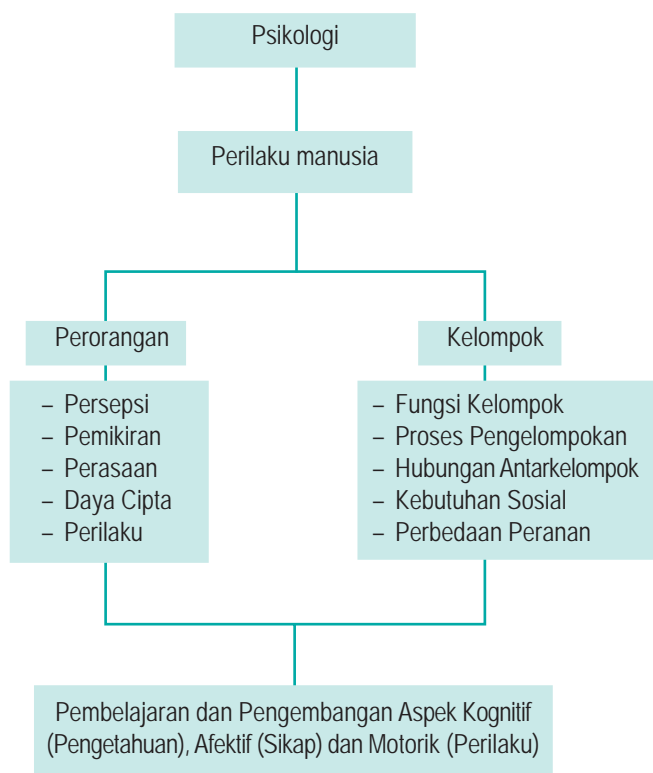 Psikologi
Perilaku manusia
Perorangan
– Persepsi
– Pemikiran
– Perasaan
– Daya Cipta
– Perilaku
Kelompok
– Fungsi Kelompok
– Proses Pengelompokan
– Hubungan Antarkelompok
– Kebutuhan Sosial
– Perbedaan Peranan
Pembelajaran dan Pengembangan Aspek Kognitif
(Pengetahuan), Afektif (Sikap) dan Motorik (Perilaku)